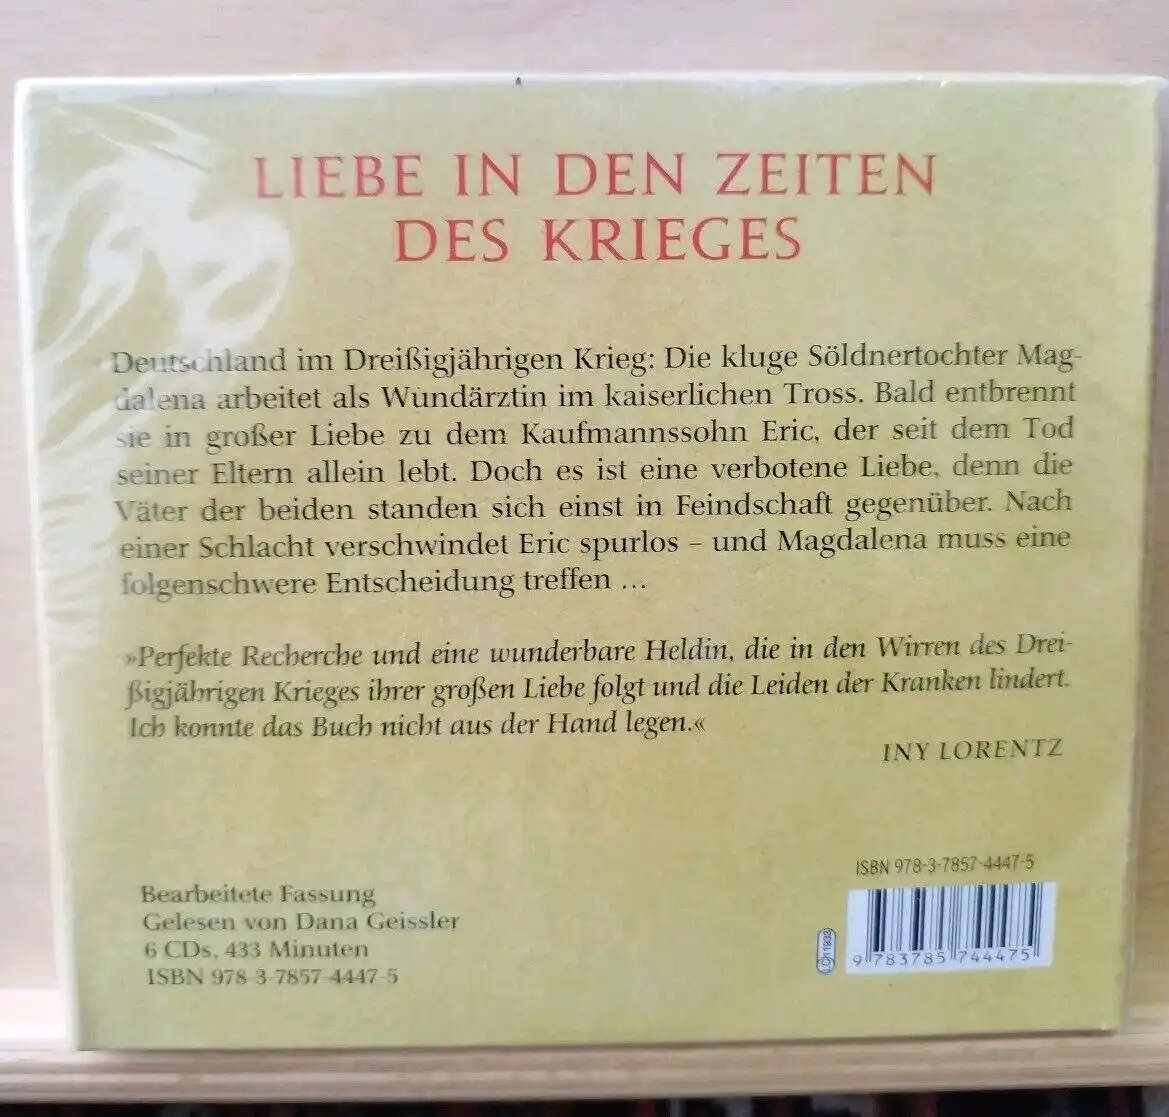 LIEBE IN DEN ZEITEN
DES KRIEGES
Deutschland im Dreißigjährigen Krieg: Die kluge Söldnertochter Mag-
dalena arbeitet als Wundärztin im kaiserlichen Tross. Bald entbrennt
sie in großer Liebe zu dem Kaufmannssohn Eric, der seit dem Tod
seiner Eltern allein lebt. Doch es ist eine verbotene Liebe, denn die
Väter der beiden standen sich einst in Feindschaft gegenüber. Nach
einer Schlacht verschwindet Eric spurlos – und Magdalena muss eine
folgenschwere Entscheidung treffen ...
»Perfekte Recherche und eine wunderbare Heldin, die in den Wirren des Drei-
ßigjährigen Krieges ihrer großen Liebe folgt und die Leiden der Kranken lindert.
Ich konnte das Buch nicht aus der Hand legen.«
INY LORENTZ
Bearbeitete Fassung
Gelesen von Dana Geissler
6 CDs, 433 Minuten
ISBN 978-3-7857-4447-5
ISBN 978-3-7857-4447-5
9 783785 744475